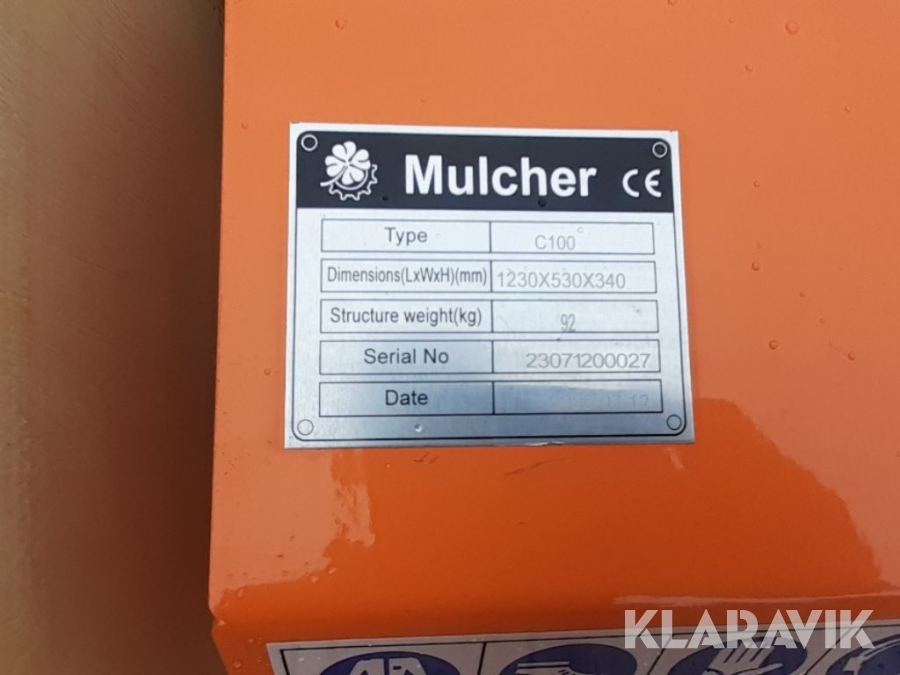 Mulcher CE
Type C100
Dimensions(LxWxH)(mm) 1230X530X340
Structure weight(kg) 92
Serial No 23071200027
Date
KLARAVIK